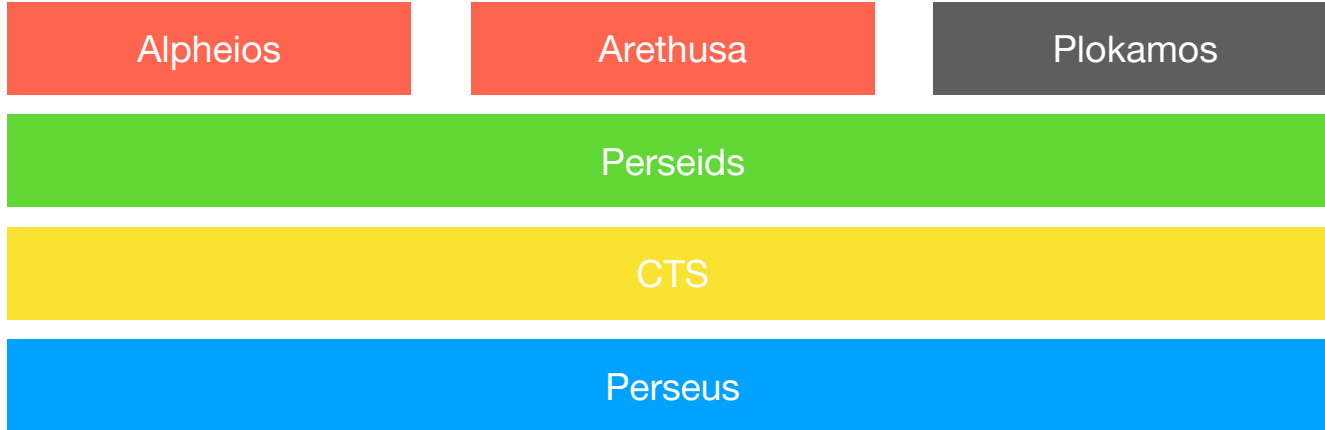 Alpheios
Arethusa
Plokamos
Perseids
CTS
Perseus